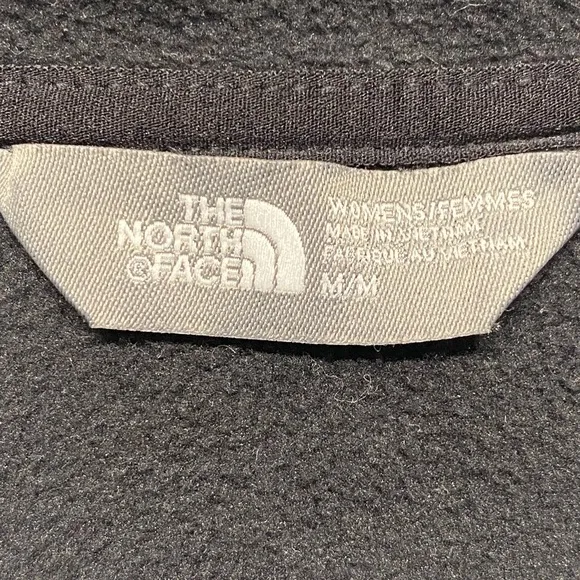 THE
NORTH
®FACE
WOMENS/FEMMES
MADE IN VIETNAM
FABRIQUÉ AU VIETNAM
M/M